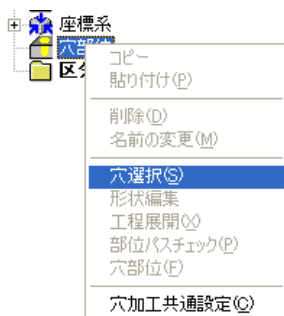 座標系
穴部位
区
コピー
貼り付け(P)
削除(D)
名前の変更(M)
穴選択(S)
形状編集
工程展開(X)
部位パスチェック(P)
穴部位(F)
穴加工共通設定(C)